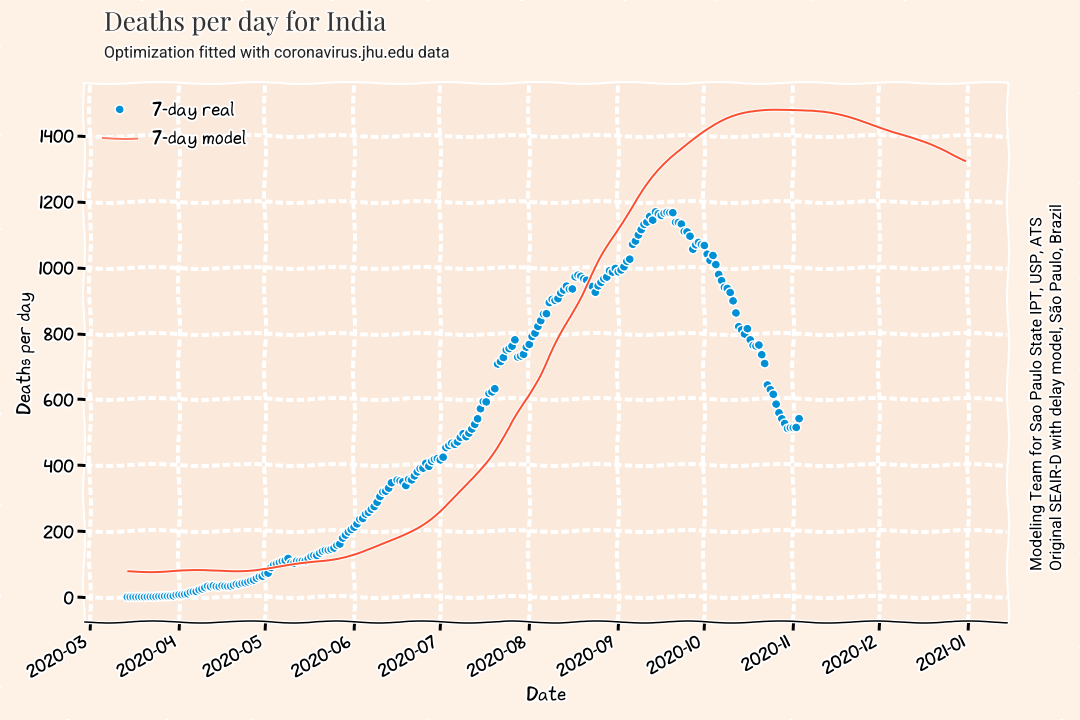 Deaths per day for India
Optimization fitted with coronavirus.jhu.edu data
7-day real
7-day model
1400
1200
1000
800
600
400
200
0
Deaths per day
2020-03
2020-04
2020-05
2020-06
2020-07
2020-08
2020-09
2020-10
2020-11
2020-12
2021-01
Date
Modeling Team for Sao Paulo State IPT, USP, ATS
Original SEAIR-D with delay model, São Paulo, Brazil